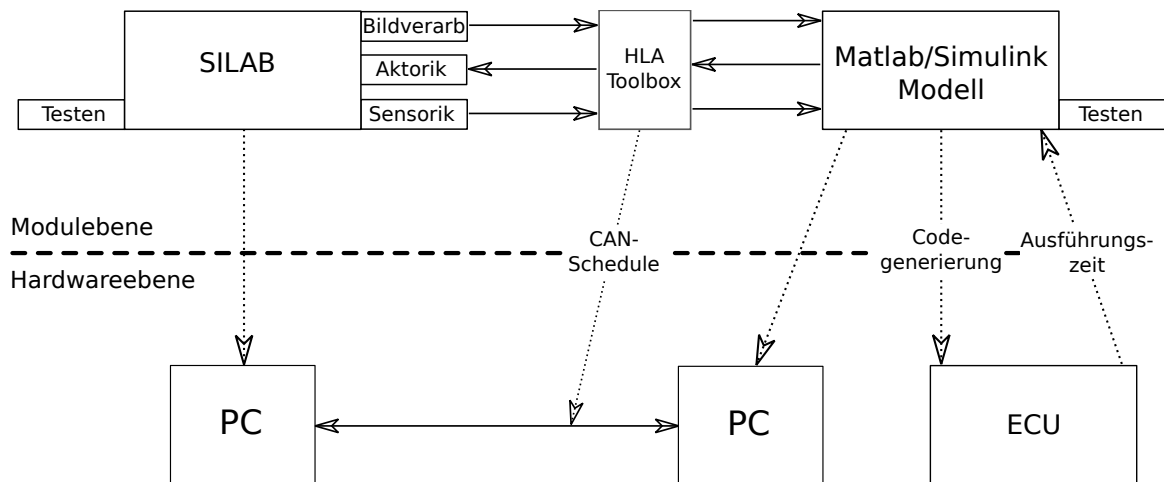 Bildverarb
SILAB
Aktorik
Testen
Sensorik
HLA
Toolbox
Matlab/Simulink
Modell
Testen
Modulebene
Hardwareebene
CAN-
Schedule
Code-
generierung
Ausführungs-
zeit
PC
PC
ECU